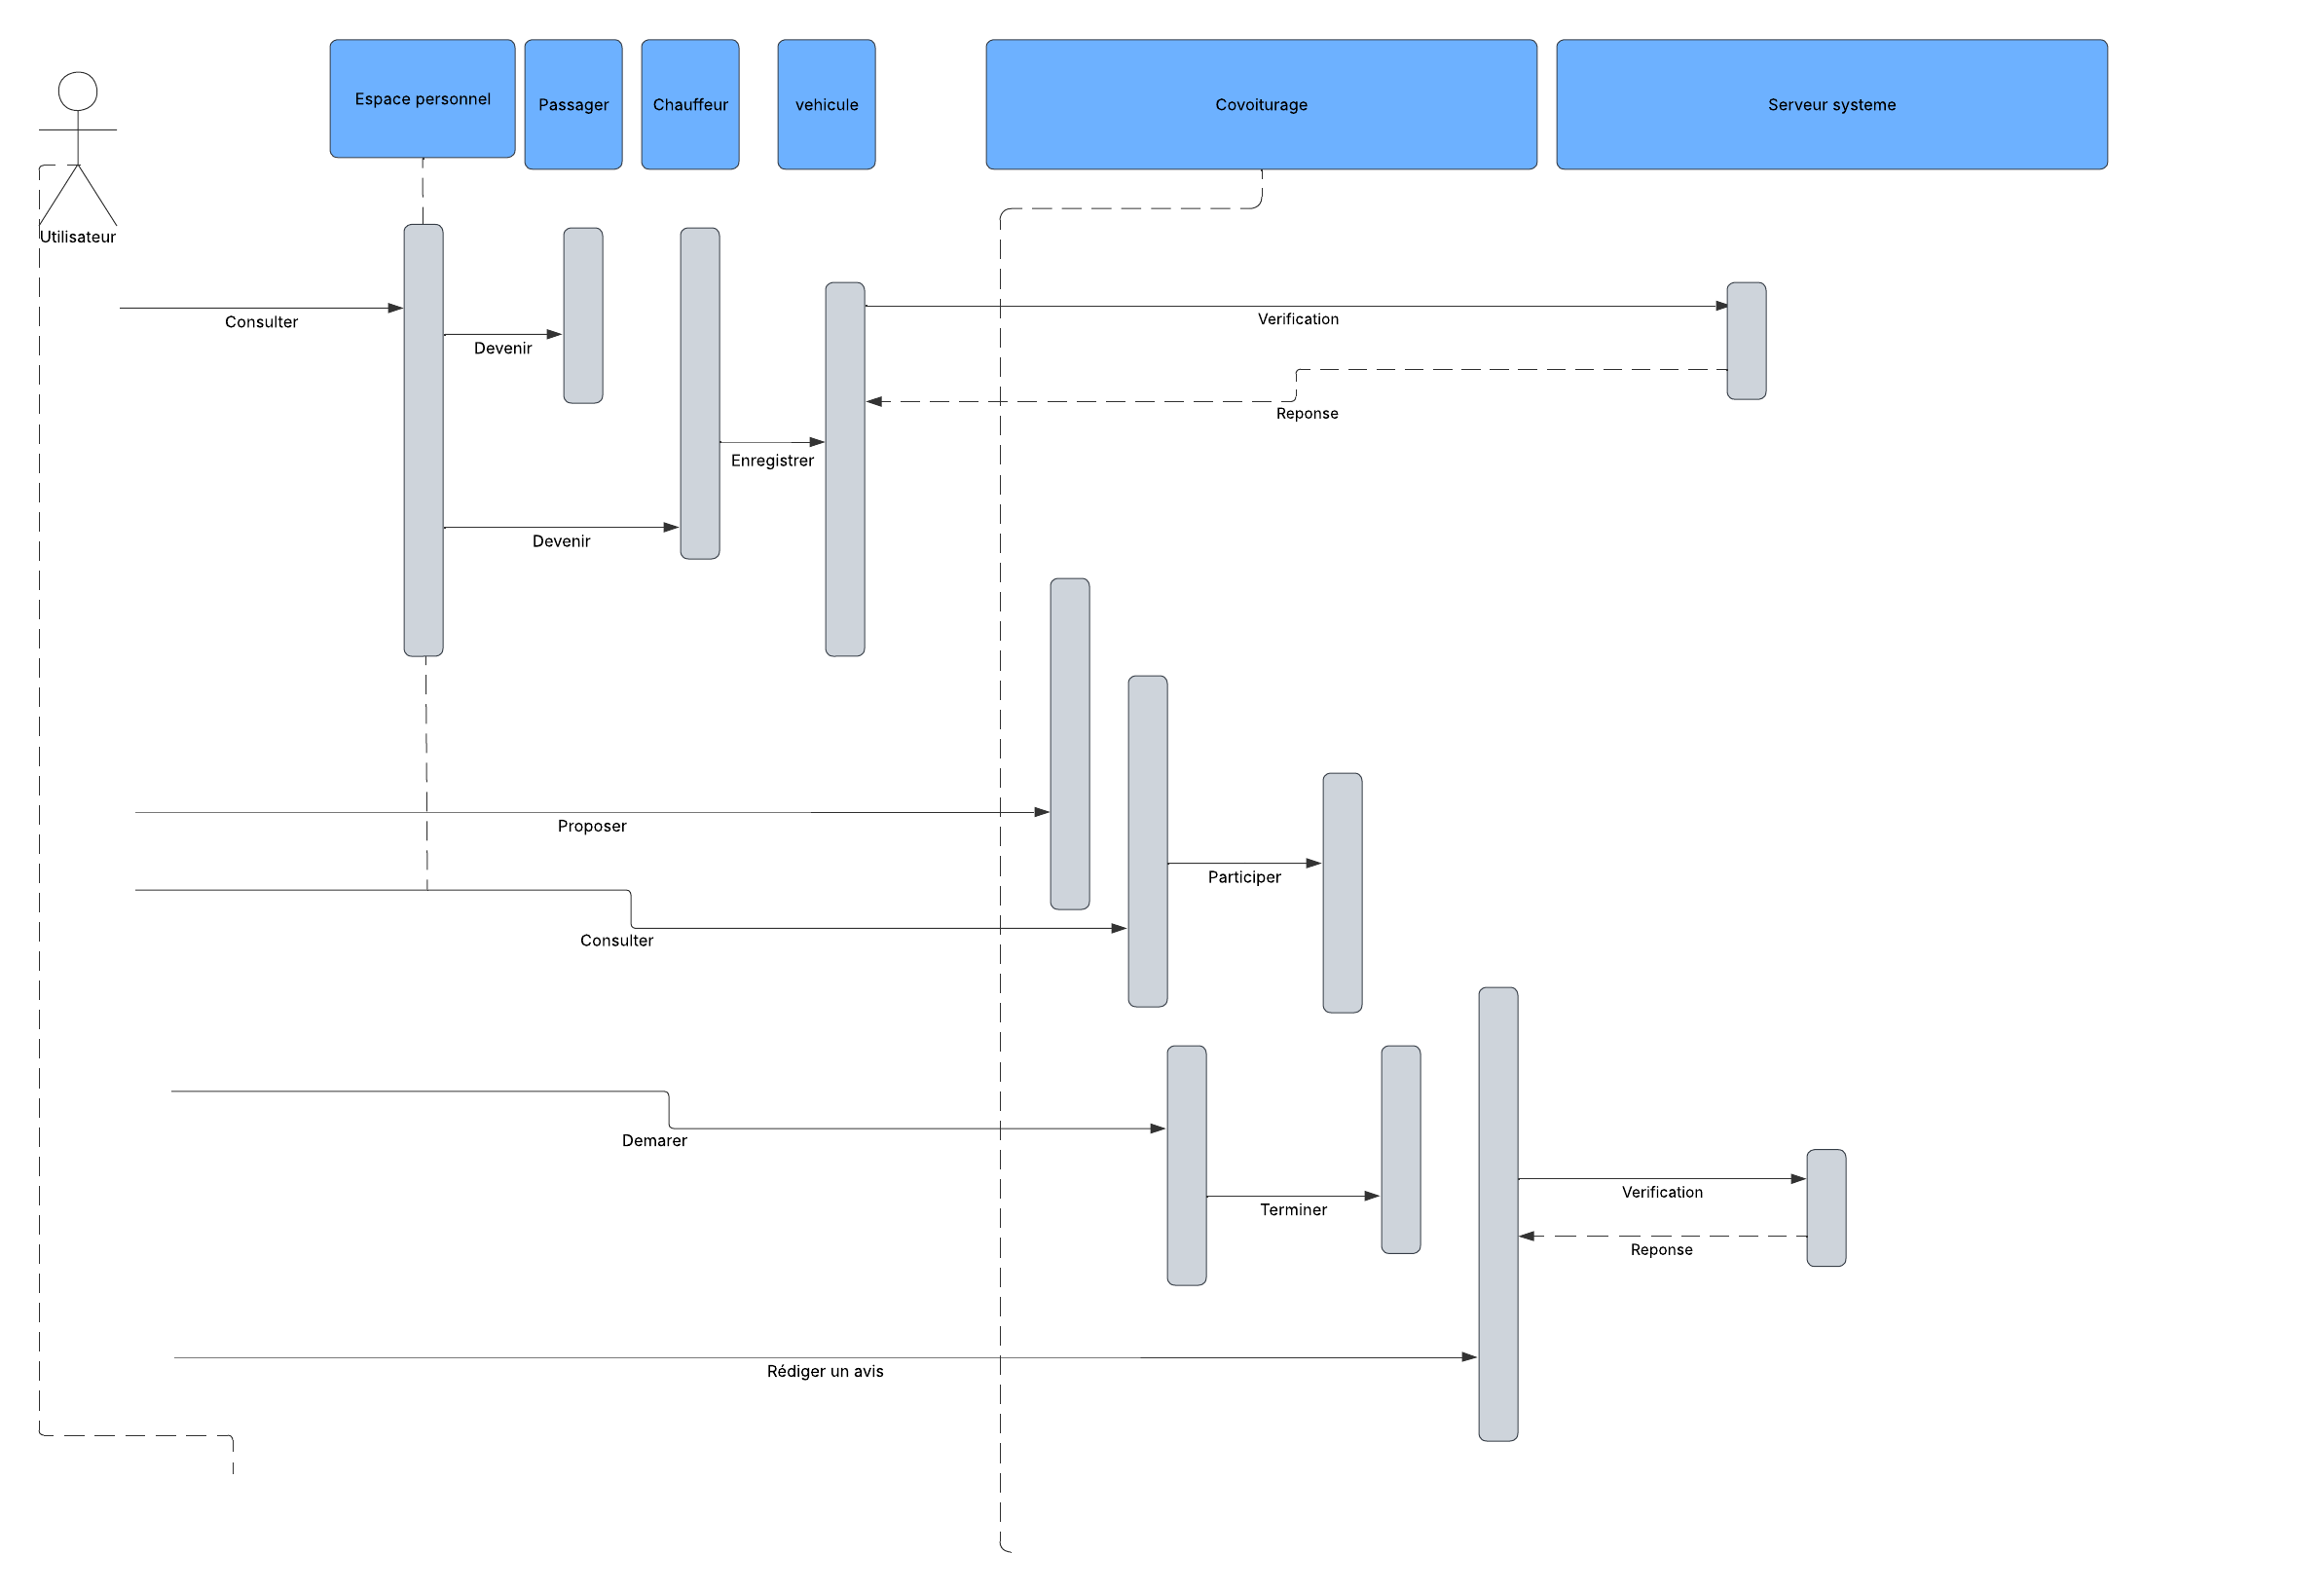 Espace personnel
Passager
Chauffeur
vehicule
Covoiturage
Serveur systeme
Utilisateur
Consulter
Verification
Devenir
Reponse
Enregistrer
Devenir
Proposer
Participer
Consulter
Demarer
Verification
Terminer
Reponse
Rédiger un avis